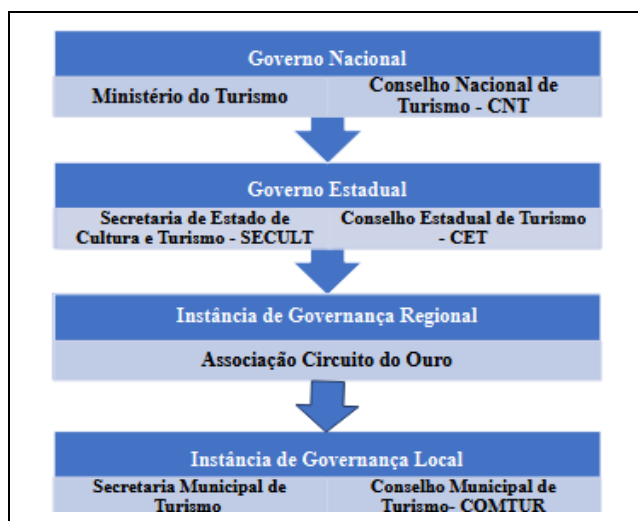 Governo Nacional
Ministério do Turismo
Conselho Nacional de
Turismo - CNT
Governo Estadual
Secretaria de Estado de
Cultura e Turismo - SECULT
Conselho Estadual de Turismo
- CET
Instância de Governança Regional
Associação Circuito do Ouro
Instância de Governança Local
Secretaria Municipal de
Turismo
Conselho Municipal de
Turismo- COMTUR